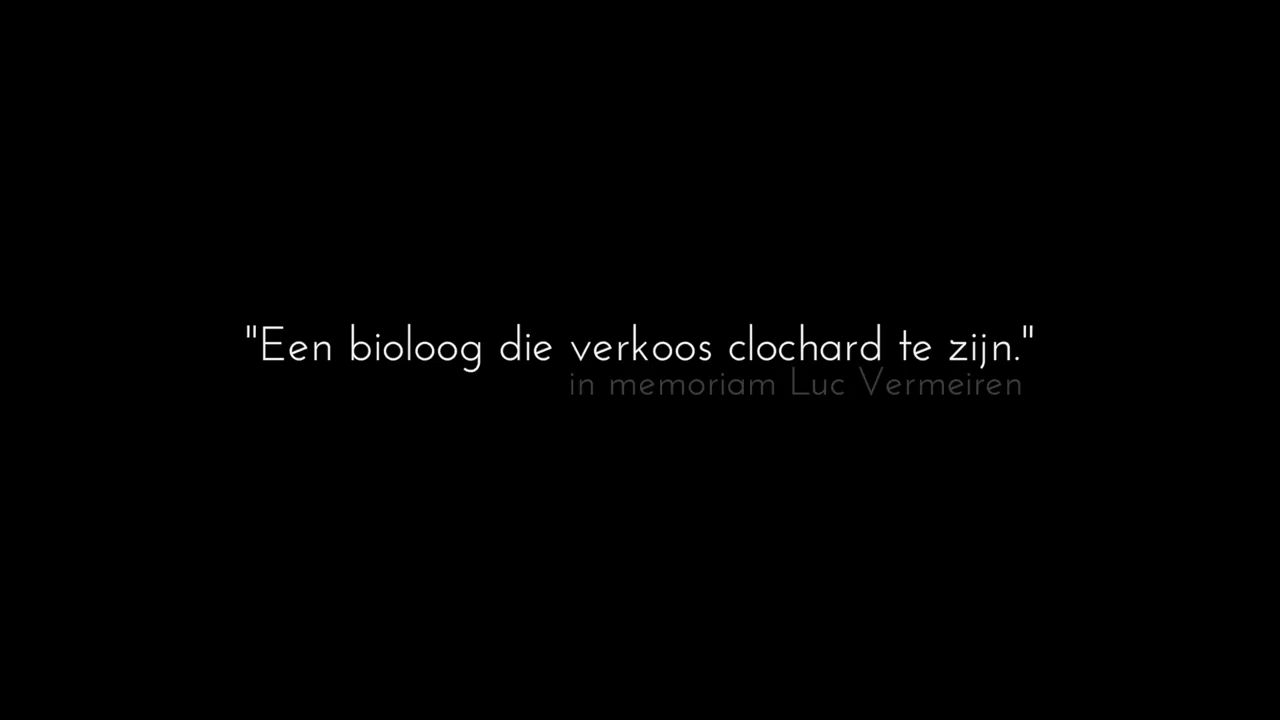 "Een bioloog die verkoos clochard te zijn."
in memoriam Luc Vermeiren